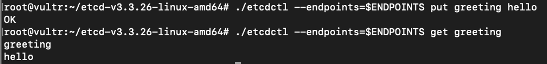 root@vultr:~/etcd-v3.3.26-linux-amd64# ./etcdctl --endpoints=$ENDPOINTS put greeting hello
OK
root@vultr:~/etcd-v3.3.26-linux-amd64# ./etcdctl --endpoints=$ENDPOINTS get greeting
greeting
hello